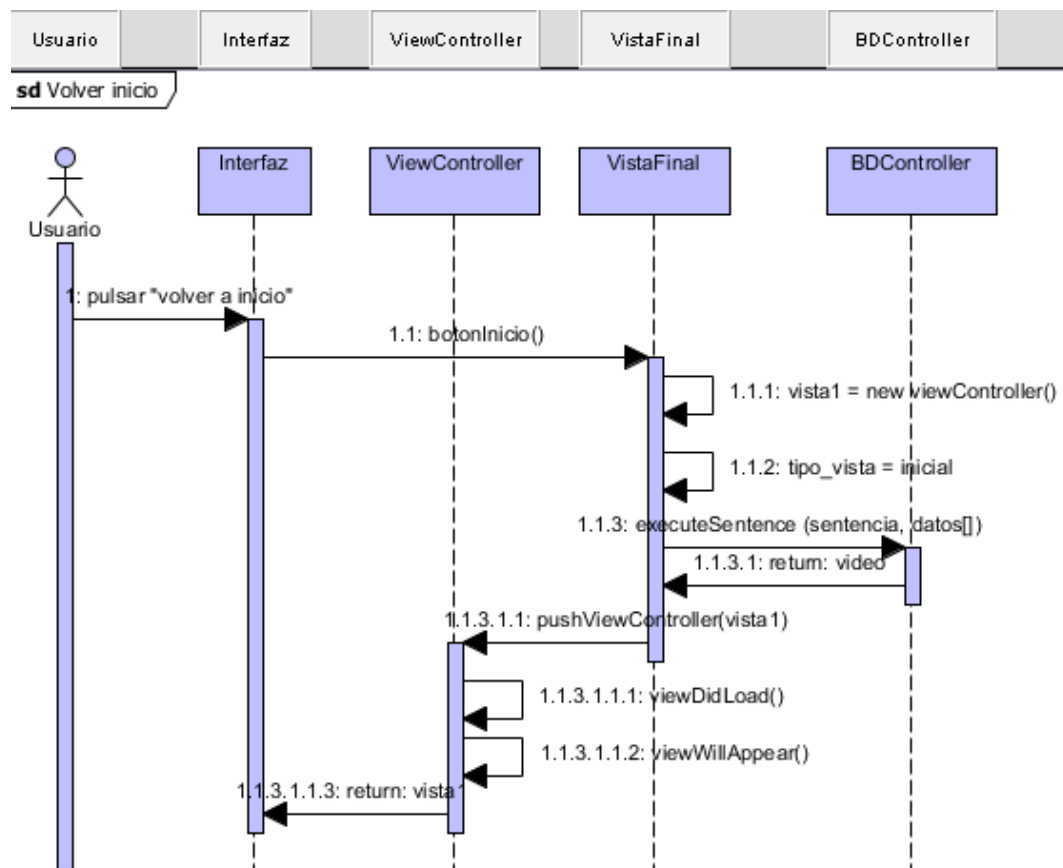 Usuario Interfaz ViewController VistaFinal BDController
sd Volver inicio
Interfaz ViewController VistaFinal BDController
Usuario
1: pulsar "volver a inicio"
1.1: botonInicio()
1.1.1: vista1 = new viewController()
1.1.2: tipo_vista = inicial
1.1.3: executeSentence (sentencia, datos[])
1.1.3.1: return: video
1.1.3.1.1: pushViewController(vista1)
1.1.3.1.1.1: viewDidLoad()
1.1.3.1.1.2: viewWillAppear()
1.1.3.1.1.3: return: vista1